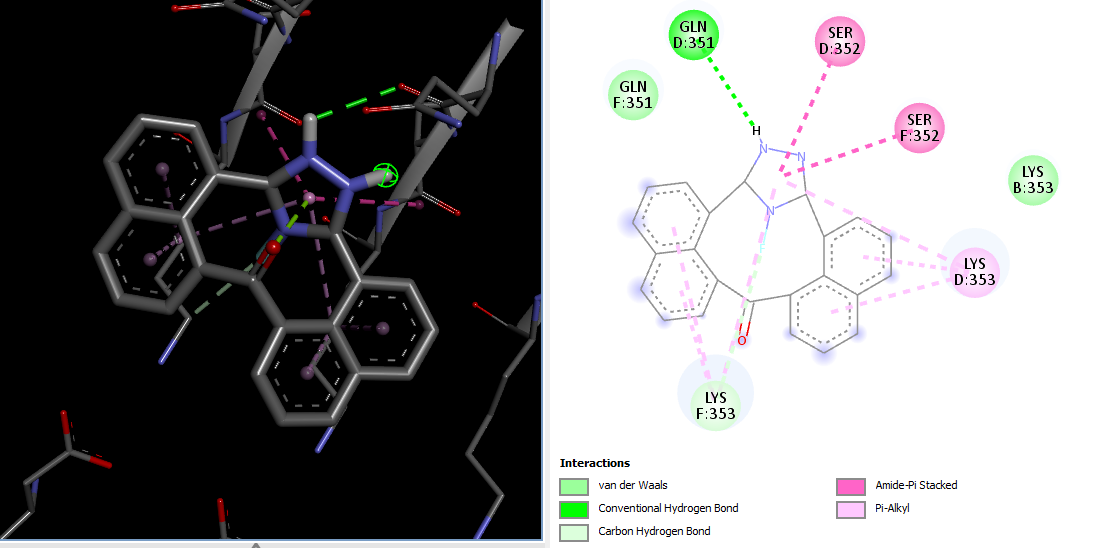 GLN
D:351
SER
D:352
GLN
F:351
H
N
N
SER
F:352
LYS
B:353
N
LYS
D:353
O
LYS
F:353
Interactions
van der Waals
Conventional Hydrogen Bond
Carbon Hydrogen Bond
Amide-Pi Stacked
Pi-Alkyl